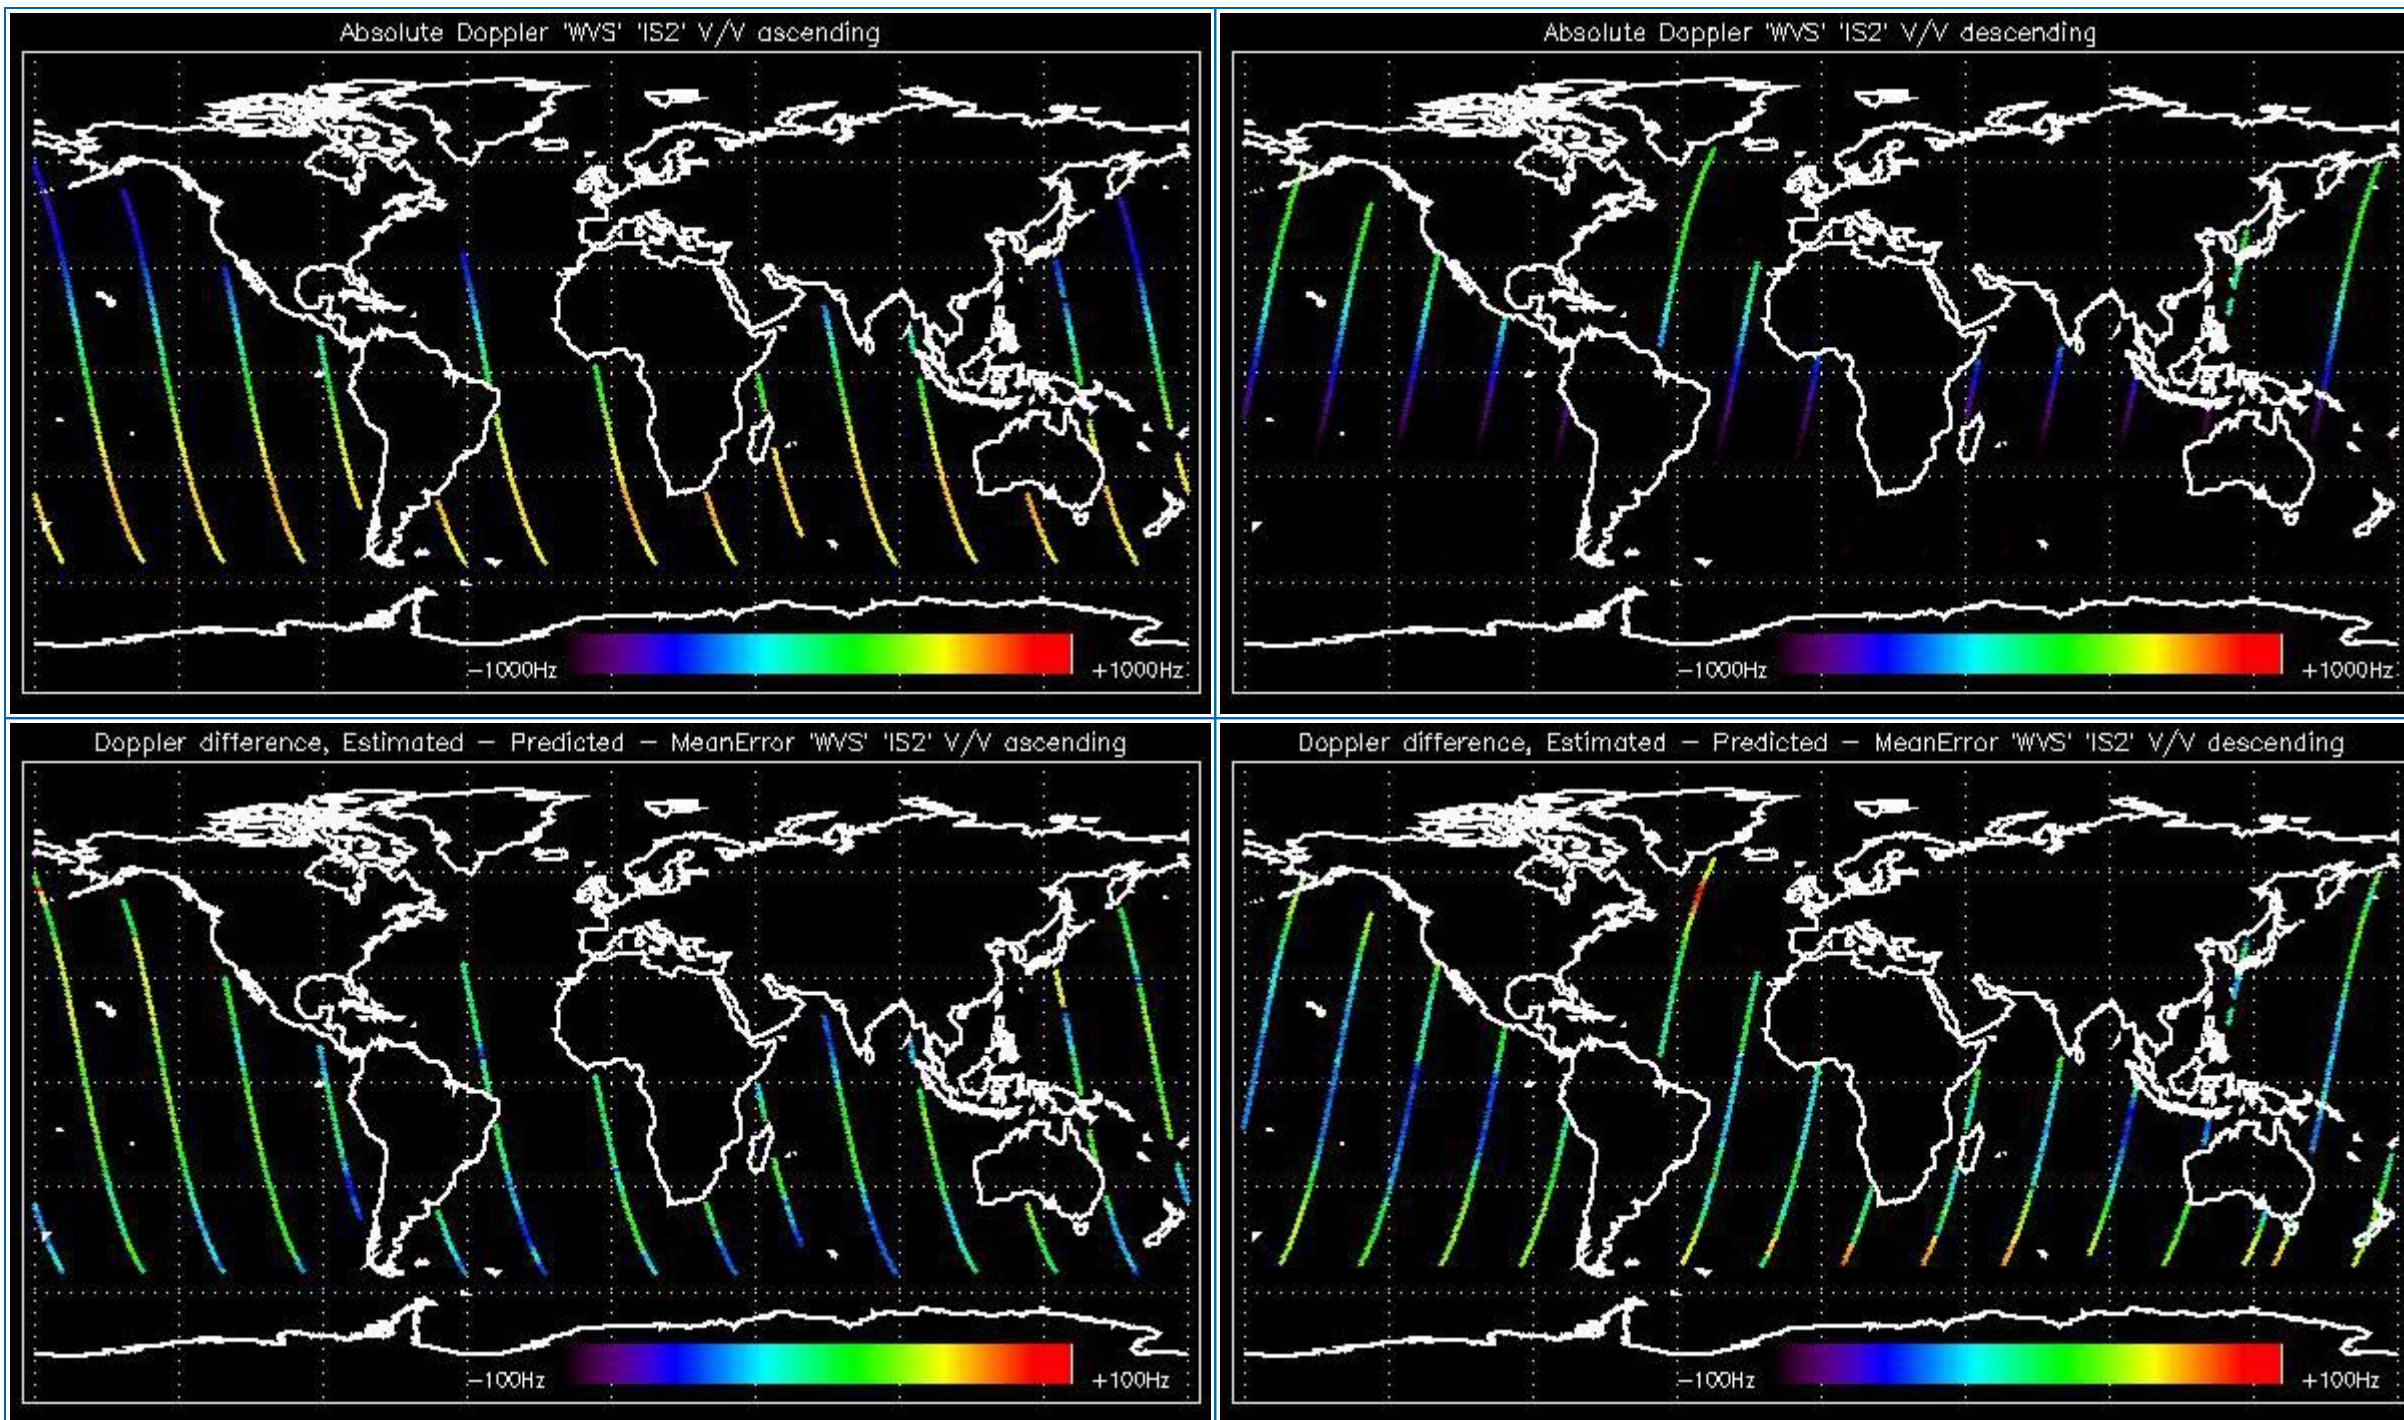 Absolute Doppler 'WVS' 'IS2' V/V ascending
-1000Hz
+1000Hz
Absolute Doppler 'WVS' 'IS2' V/V descending
-1000Hz
+1000Hz
Doppler difference, Estimated - Predicted - MeanError 'WVS' 'IS2' V/V ascending
-100Hz
+100Hz
Doppler difference, Estimated - Predicted - MeanError 'WVS' 'IS2' V/V descending
-100Hz
+100Hz